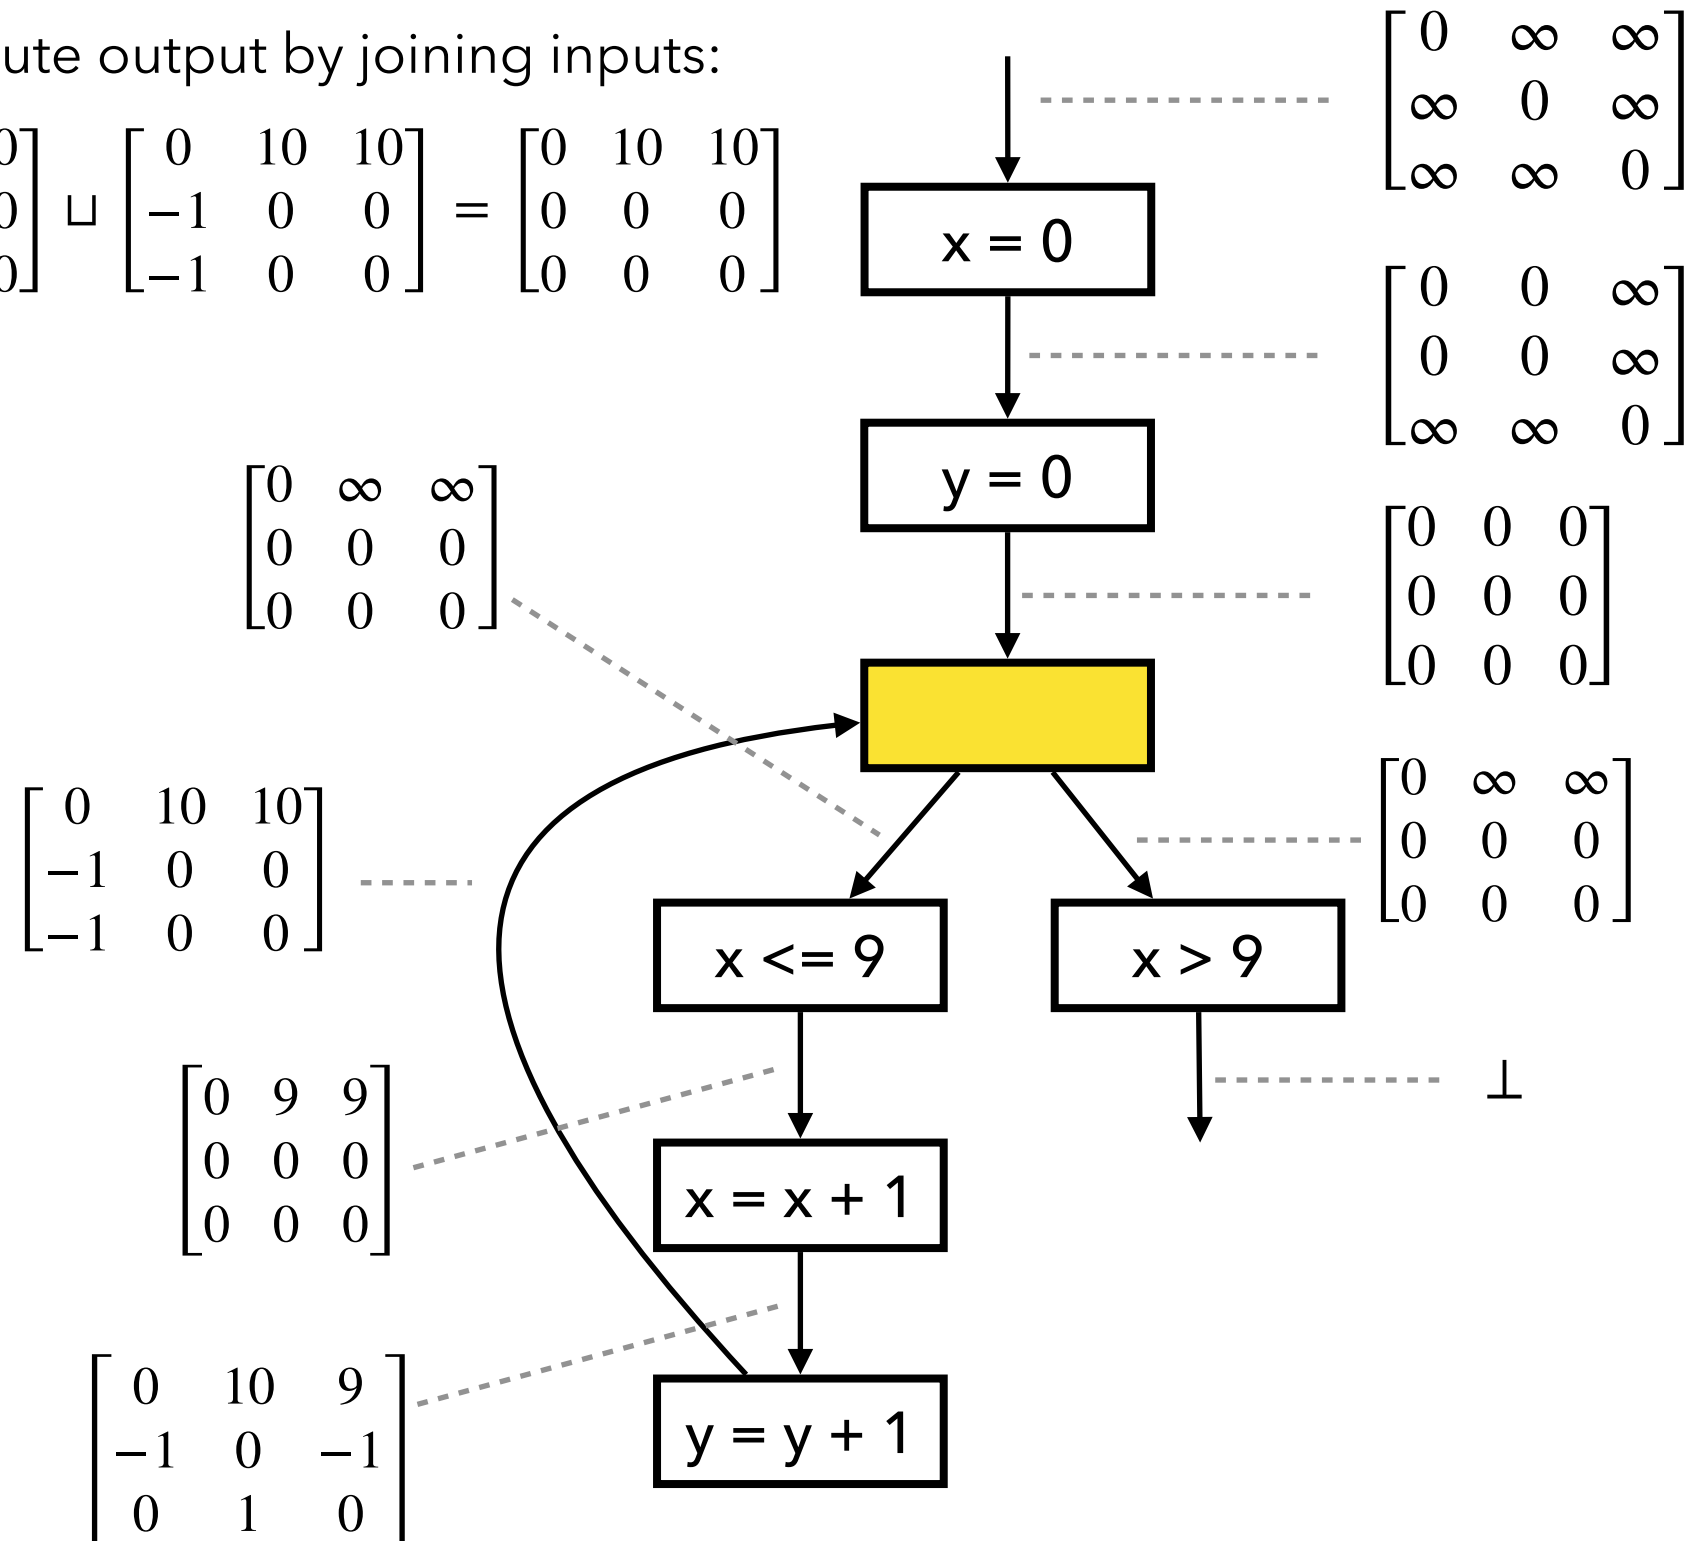 ute output by joining inputs:
0] ⊔ [0 10 10] = [0 10 10]
0] [−1 0 0] [0 0 0]
0] [−1 0 0] [0 0 0]
[0 ∞ ∞]
[∞ 0 ∞]
[∞ ∞ 0]
x = 0
[0 0 ∞]
[0 0 ∞]
[∞ ∞ 0]
y = 0
[0 0 0]
[0 0 0]
[0 0 0]
[0 ∞ ∞]
[0 0 0]
[0 0 0]
[0 ∞ ∞]
[0 0 0]
[0 0 0]
[0 10 10]
[−1 0 0]
[−1 0 0]
x <= 9
x > 9
⊥
[0 9 9]
[0 0 0]
[0 0 0]
x = x + 1
[0 10 9]
[−1 0 −1]
[0 1 0]
y = y + 1